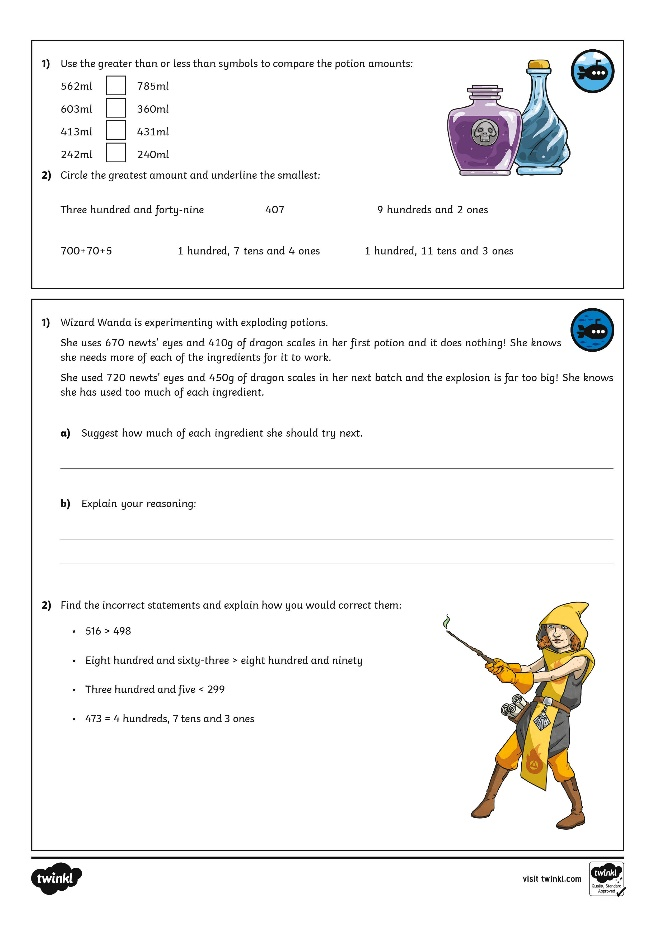 1) Use the greater than or less than symbols to compare the potion amounts:
562ml 785ml
603ml 360ml
413ml 431ml
242ml 240ml
2) Circle the greatest amount and underline the smallest:
Three hundred and forty-nine 407 9 hundreds and 2 ones
700+70+5 1 hundred, 7 tens and 4 ones 1 hundred, 11 tens and 3 ones
1) Wizard Wanda is experimenting with exploding potions.
She uses 670 newts' eyes and 410g of dragon scales in her first potion and it does nothing! She knows
she needs more of each of the ingredients for it to work.
She used 720 newts' eyes and 450g of dragon scales in her next batch and the explosion is far too big! She knows
she has used too much of each ingredient.
a) Suggest how much of each ingredient she should try next.
b) Explain your reasoning:
2) Find the incorrect statements and explain how you would correct them:
• 516 > 498
• Eight hundred and sixty-three > eight hundred and ninety
• Three hundred and five < 299
• 473 = 4 hundreds, 7 tens and 3 ones
twinkl
visit twinkl.com
twinkl
Quality Standard
Approved